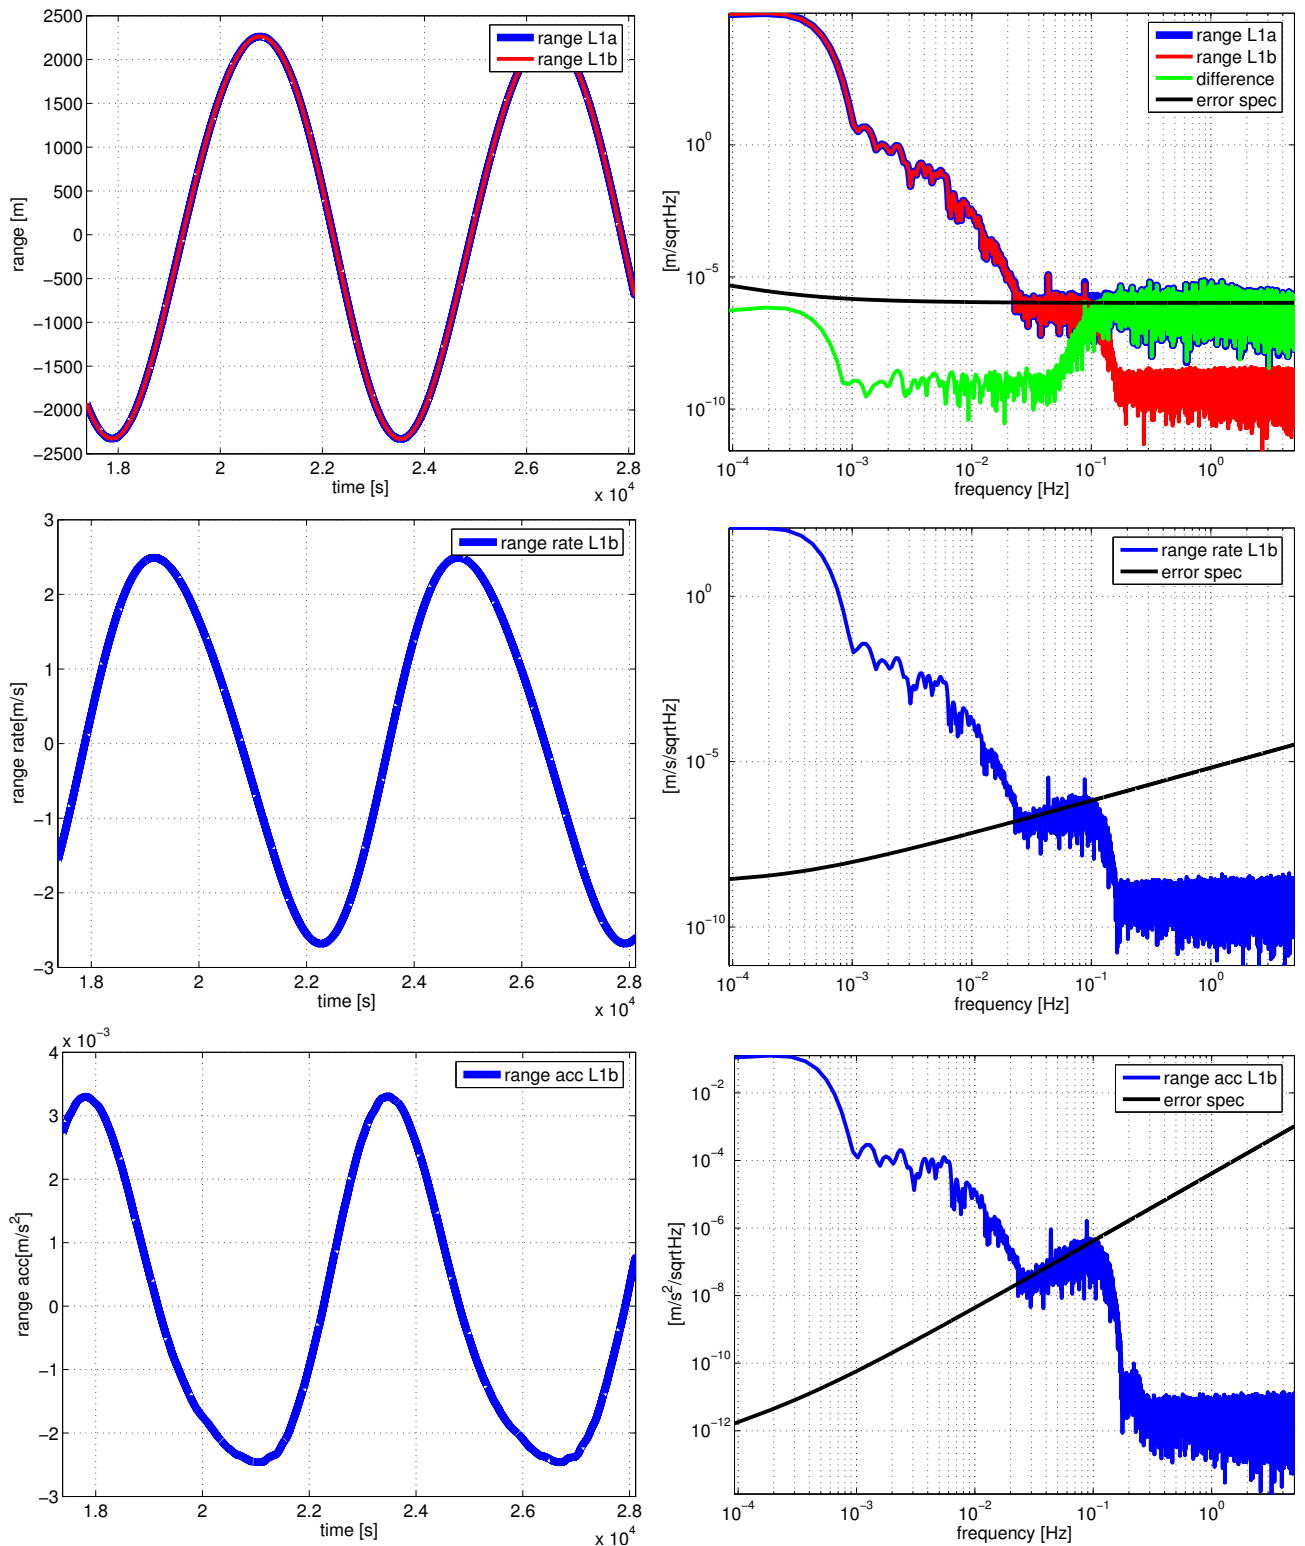 2500
2000
1500
1000
500
0
−500
−1000
−1500
−2000
−2500
range [m]
1.8 2 2.2 2.4 2.6 2.8
time [s]
x 10^4
range L1a
range L1b
10^0
10^−5
10^−10
[m/sqrtHz]
10^−4 10^−3 10^−2 10^−1 10^0
frequency [Hz]
range L1a
range L1b
difference
error spec
3
2
1
0
−1
−2
−3
range rate[m/s]
1.8 2 2.2 2.4 2.6 2.8
time [s]
x 10^4
range rate L1b
10^0
10^−5
10^−10
[m/s/sqrtHz]
10^−4 10^−3 10^−2 10^−1 10^0
frequency [Hz]
range rate L1b
error spec
x 10^−3
4
3
2
1
0
−1
−2
−3
range acc[m/s^2]
1.8 2 2.2 2.4 2.6 2.8
time [s]
x 10^4
range acc L1b
10^−2
10^−4
10^−6
10^−8
10^−10
10^−12
[m/s^2/sqrtHz]
10^−4 10^−3 10^−2 10^−1 10^0
frequency [Hz]
range acc L1b
error spec